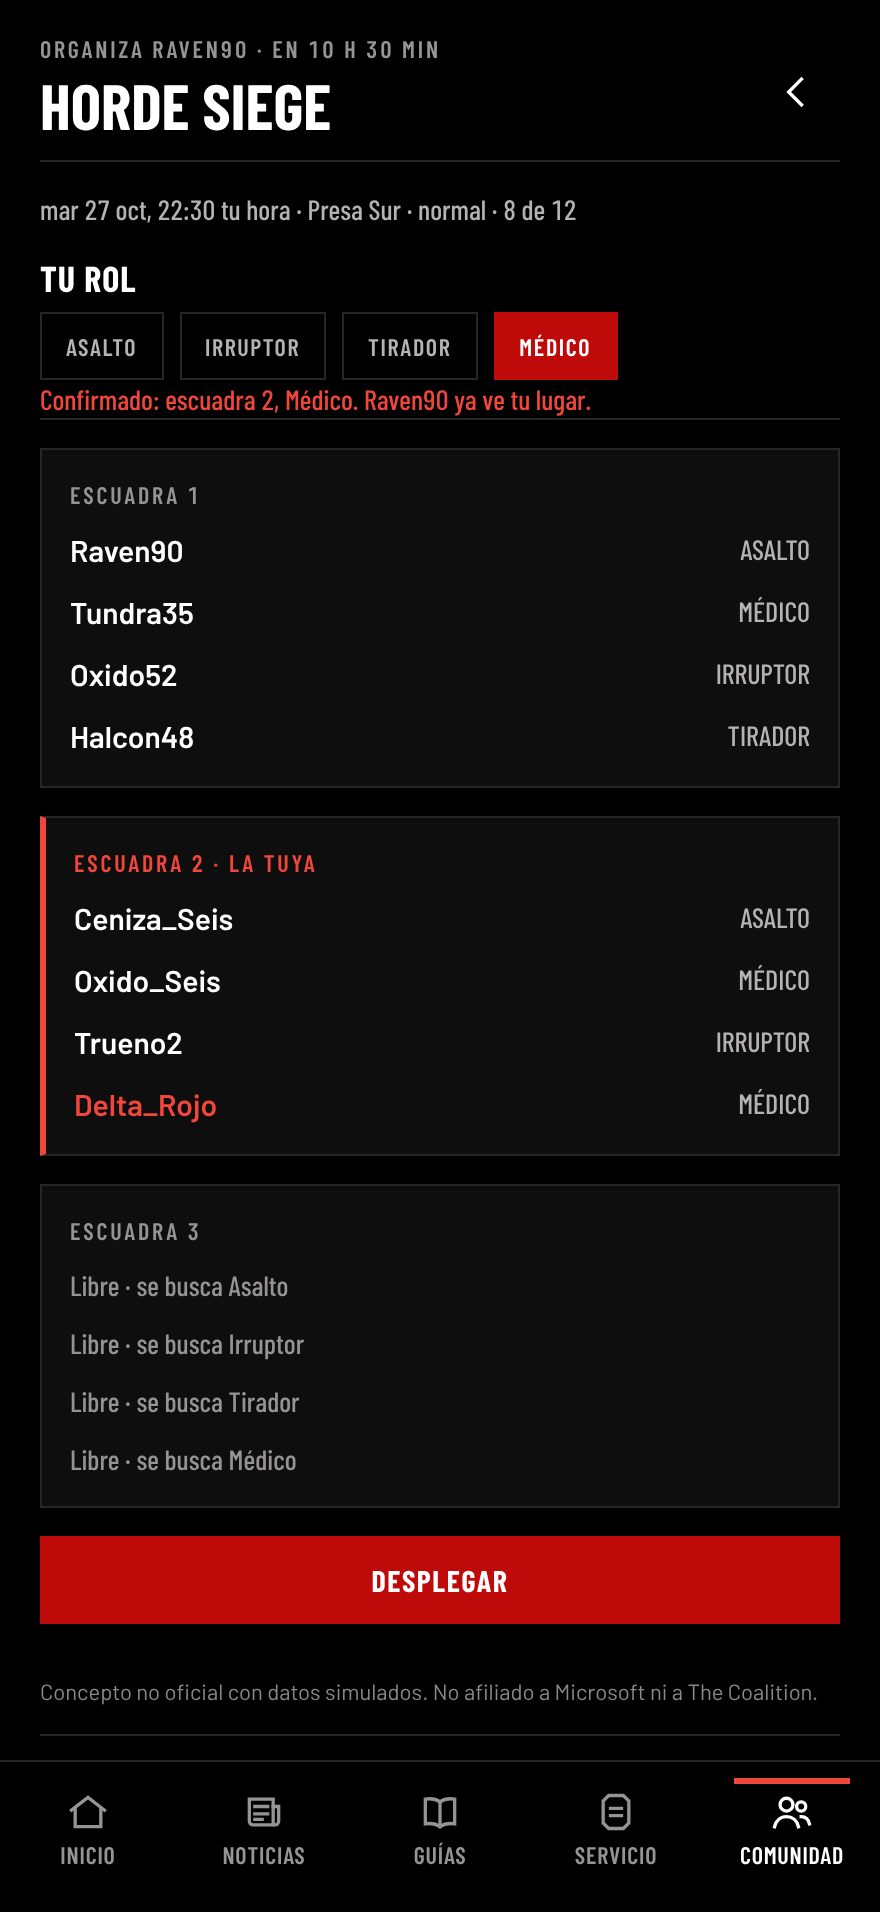 ORGANIZA RAVEN90 · EN 10 H 30 MIN
HORDE SIEGE
mar 27 oct, 22:30 tu hora · Presa Sur · normal · 8 de 12
TU ROL
ASALTO IRRUPTOR TIRADOR MÉDICO
Confirmado: escuadra 2, Médico. Raven90 ya ve tu lugar.
ESCUADRA 1
Raven90 ASALTO
Tundra35 MÉDICO
Oxido52 IRRUPTOR
Halcon48 TIRADOR
ESCUADRA 2 · LA TUYA
Ceniza_Seis ASALTO
Oxido_Seis MÉDICO
Trueno2 IRRUPTOR
Delta_Rojo MÉDICO
ESCUADRA 3
Libre · se busca Asalto
Libre · se busca Irruptor
Libre · se busca Tirador
Libre · se busca Médico
DESPLEGAR
Concepto no oficial con datos simulados. No afiliado a Microsoft ni a The Coalition.
INICIO NOTICIAS GUÍAS SERVICIO COMUNIDAD